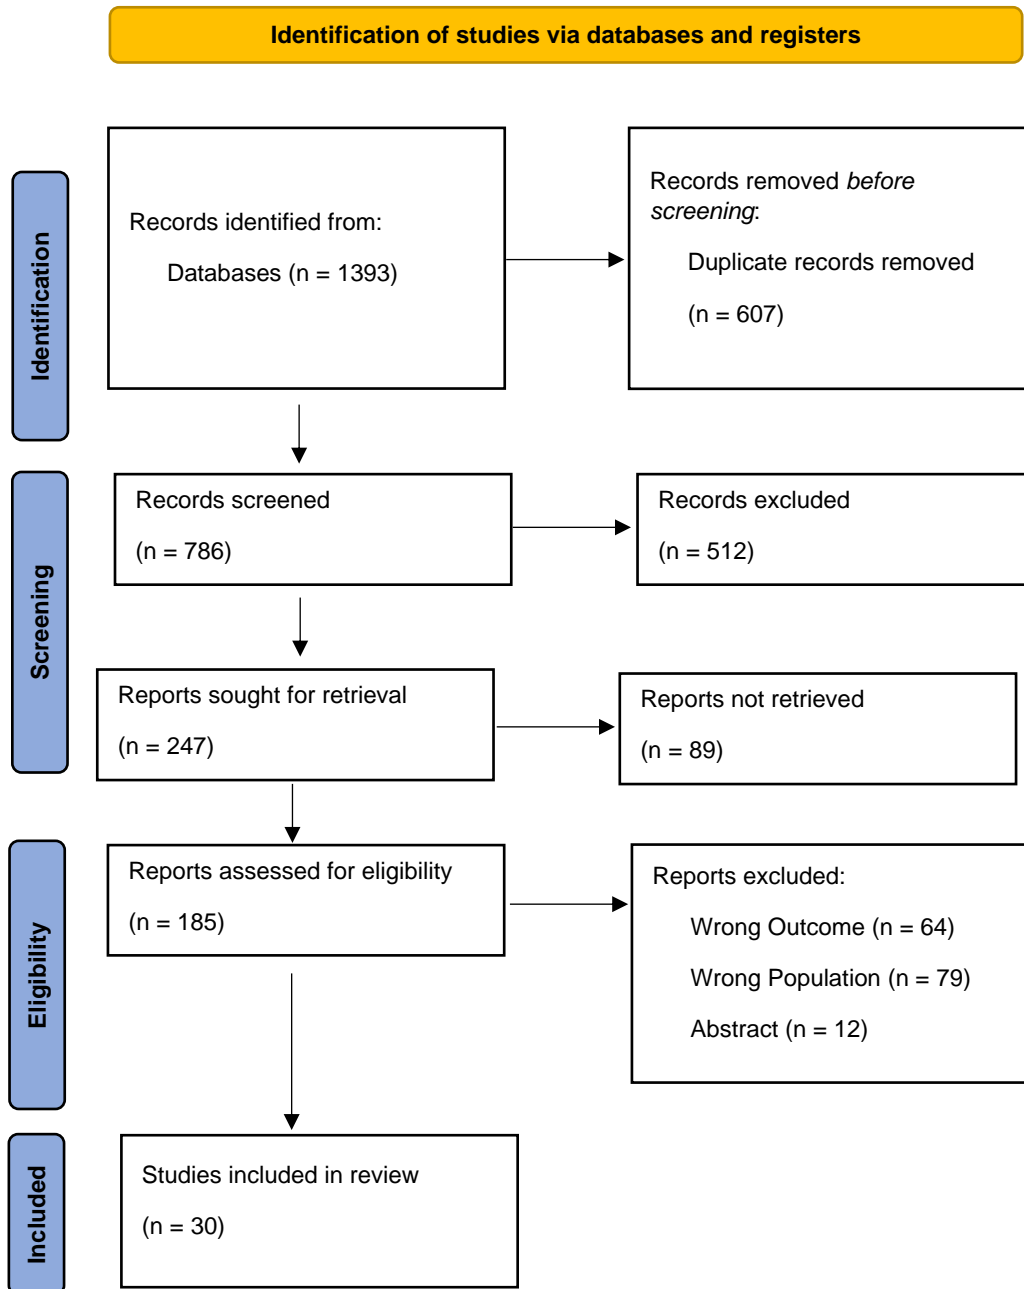 Identification of studies via databases and registers
Identification
Records identified from:
Databases (n = 1393)
Records removed before
screening:
Duplicate records removed
(n = 607)
Screening
Records screened
(n = 786)
Records excluded
(n = 512)
Reports sought for retrieval
(n = 247)
Reports not retrieved
(n = 89)
Eligibility
Reports assessed for eligibility
(n = 185)
Reports excluded:
Wrong Outcome (n = 64)
Wrong Population (n = 79)
Abstract (n = 12)
Included
Studies included in review
(n = 30)